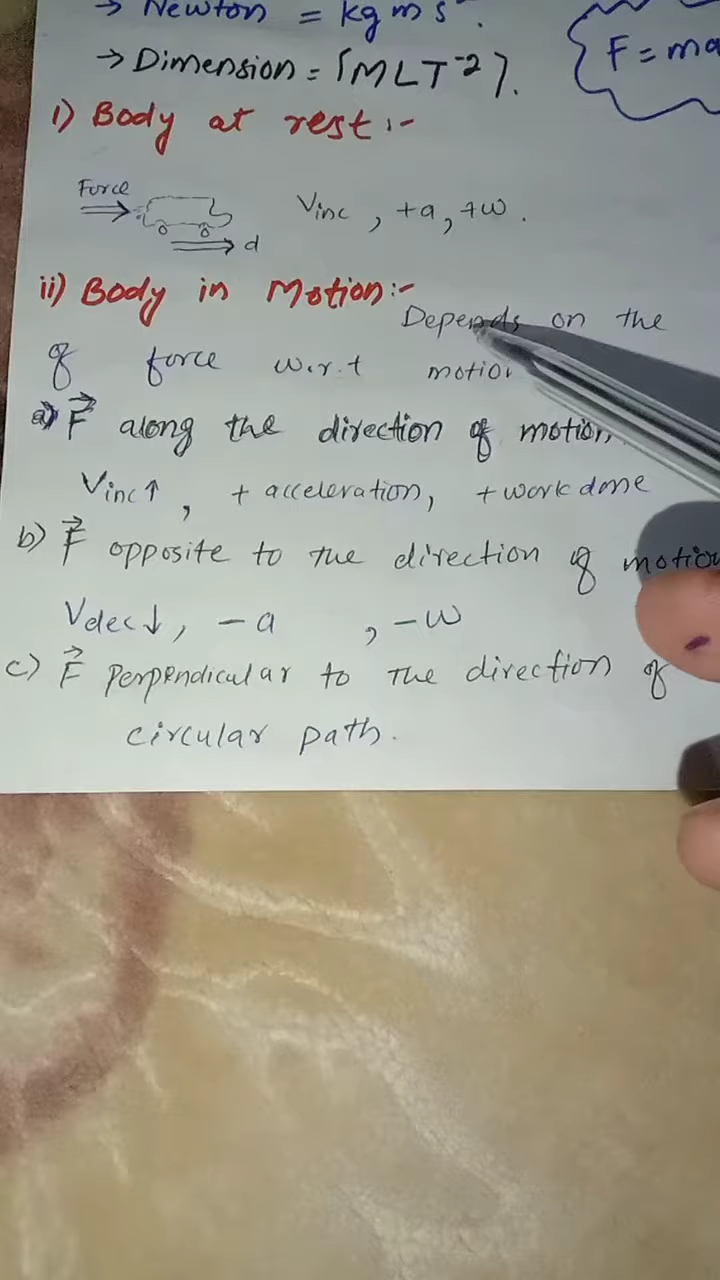 → Newton = kg m s⁻
→ Dimension = [MLT⁻²].
F = ma
i) Body at rest :-
Force
d
Vinc , +a, +w.
ii) Body in Motion:-
Depends on the
of force w.r.t motion
a) F⃗ along the direction of motion
Vinc↑ , + acceleration, + work done
b) F⃗ opposite to the direction of motion
Vdec↓, -a , -w
c) F⃗ perpendicular to the direction of
circular path.